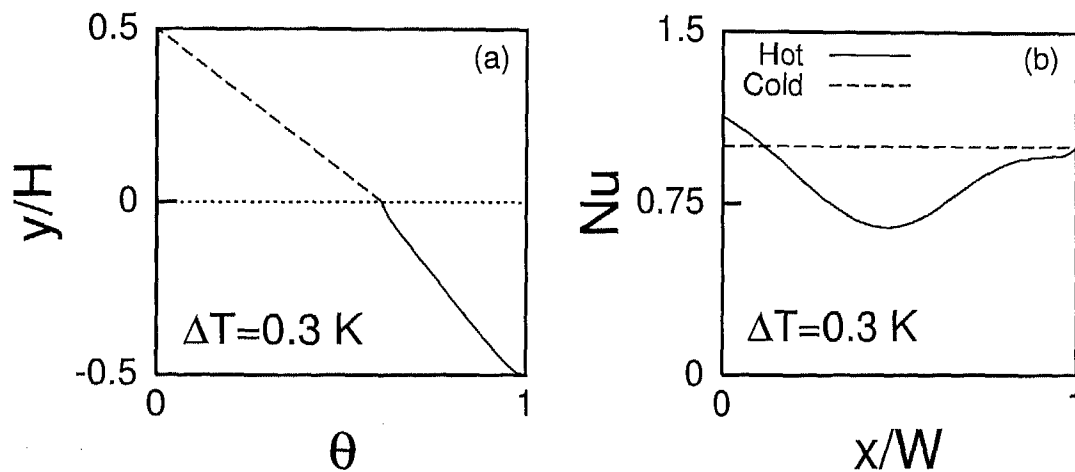 0.5
(a)
y/H
0
ΔT=0.3 K
-0.5
0
1
θ
1.5
Hot
(b)
Cold
Nu
0.75
ΔT=0.3 K
0
0
1
x/W